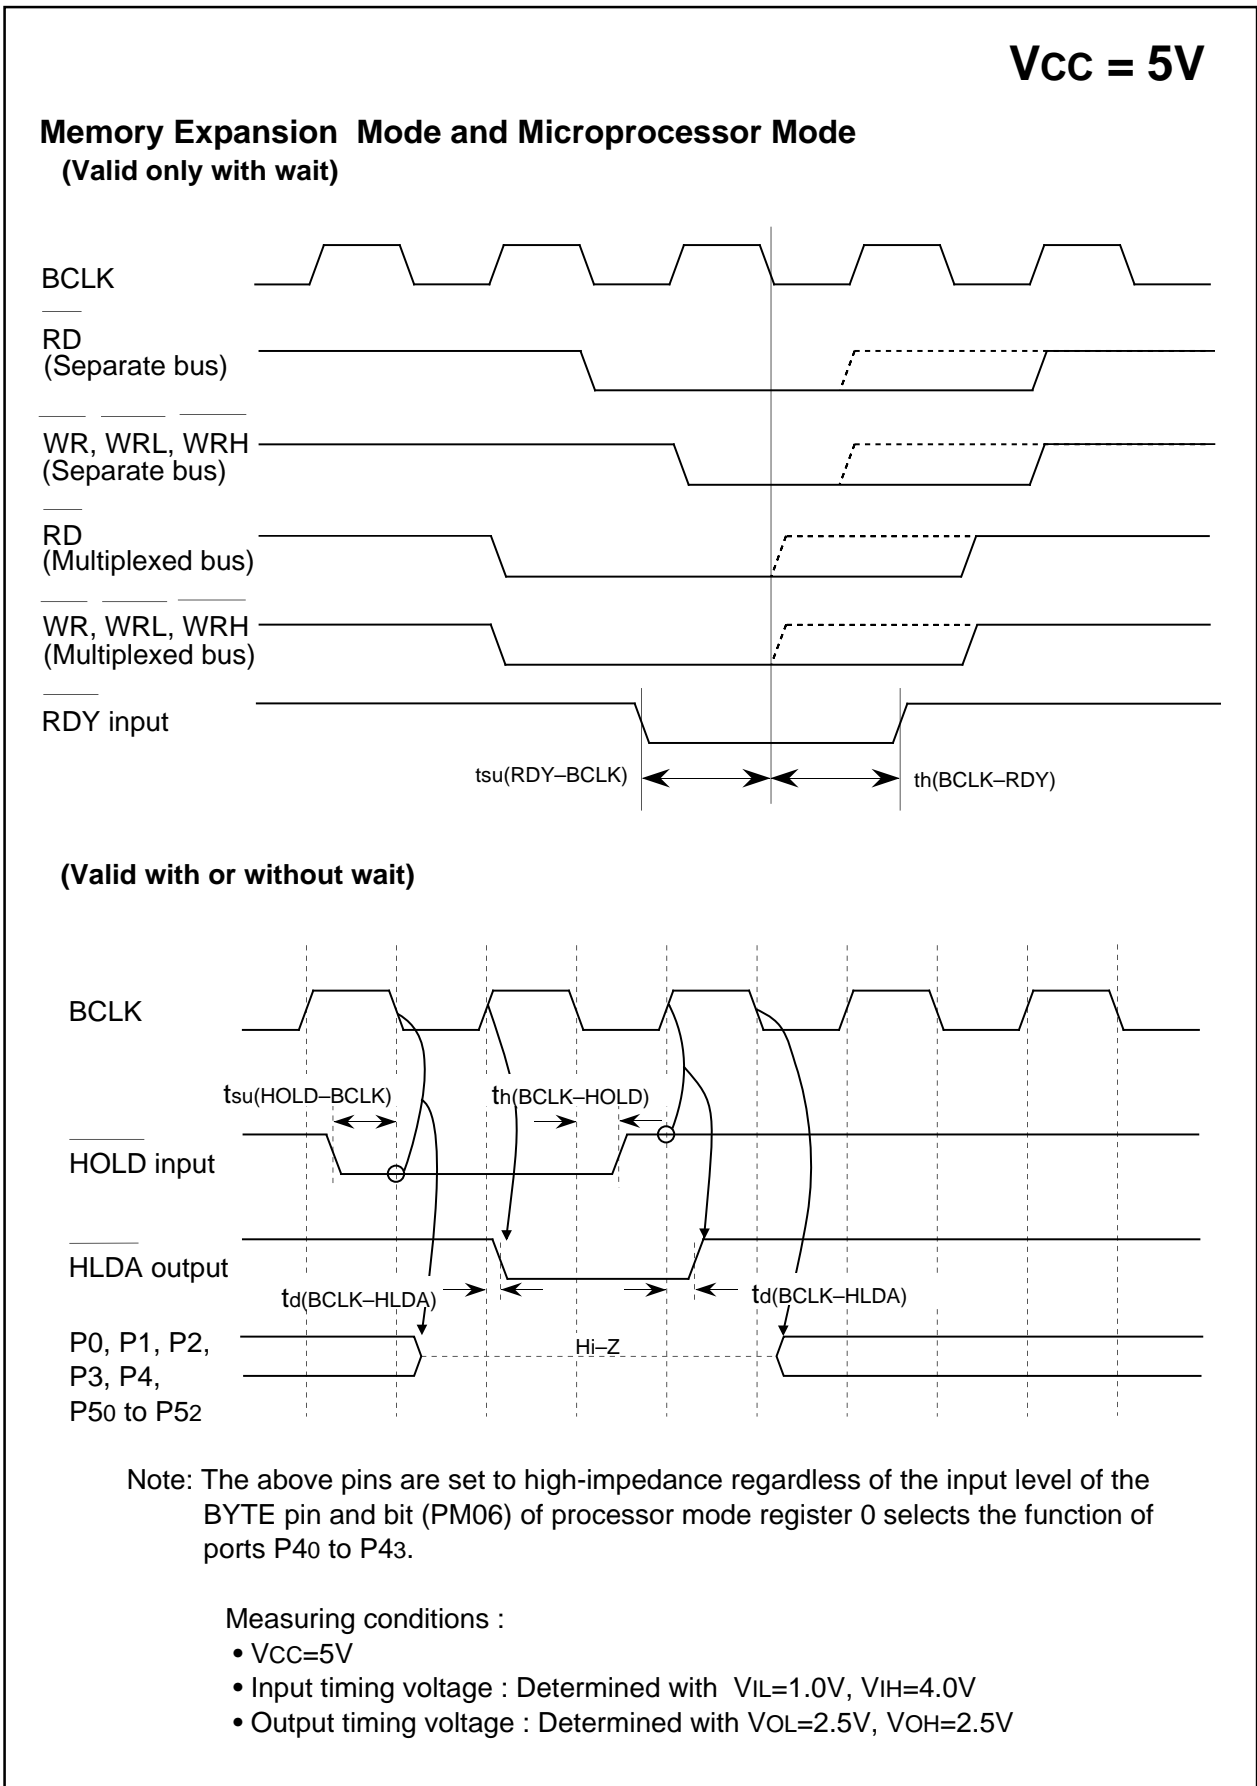 VCC = 5V
Memory Expansion Mode and Microprocessor Mode
(Valid only with wait)
BCLK
RD
(Separate bus)
WR, WRL, WRH
(Separate bus)
RD
(Multiplexed bus)
WR, WRL, WRH
(Multiplexed bus)
RDY input
tsu(RDY–BCLK)
th(BCLK–RDY)
(Valid with or without wait)
BCLK
tsu(HOLD–BCLK)
th(BCLK–HOLD)
HOLD input
HLDA output
td(BCLK–HLDA)
td(BCLK–HLDA)
P0, P1, P2,
P3, P4,
P50 to P52
Hi–Z
Note: The above pins are set to high-impedance regardless of the input level of the
BYTE pin and bit (PM06) of processor mode register 0 selects the function of
ports P40 to P43.
Measuring conditions :
• VCC=5V
• Input timing voltage : Determined with VIL=1.0V, VIH=4.0V
• Output timing voltage : Determined with VOL=2.5V, VOH=2.5V